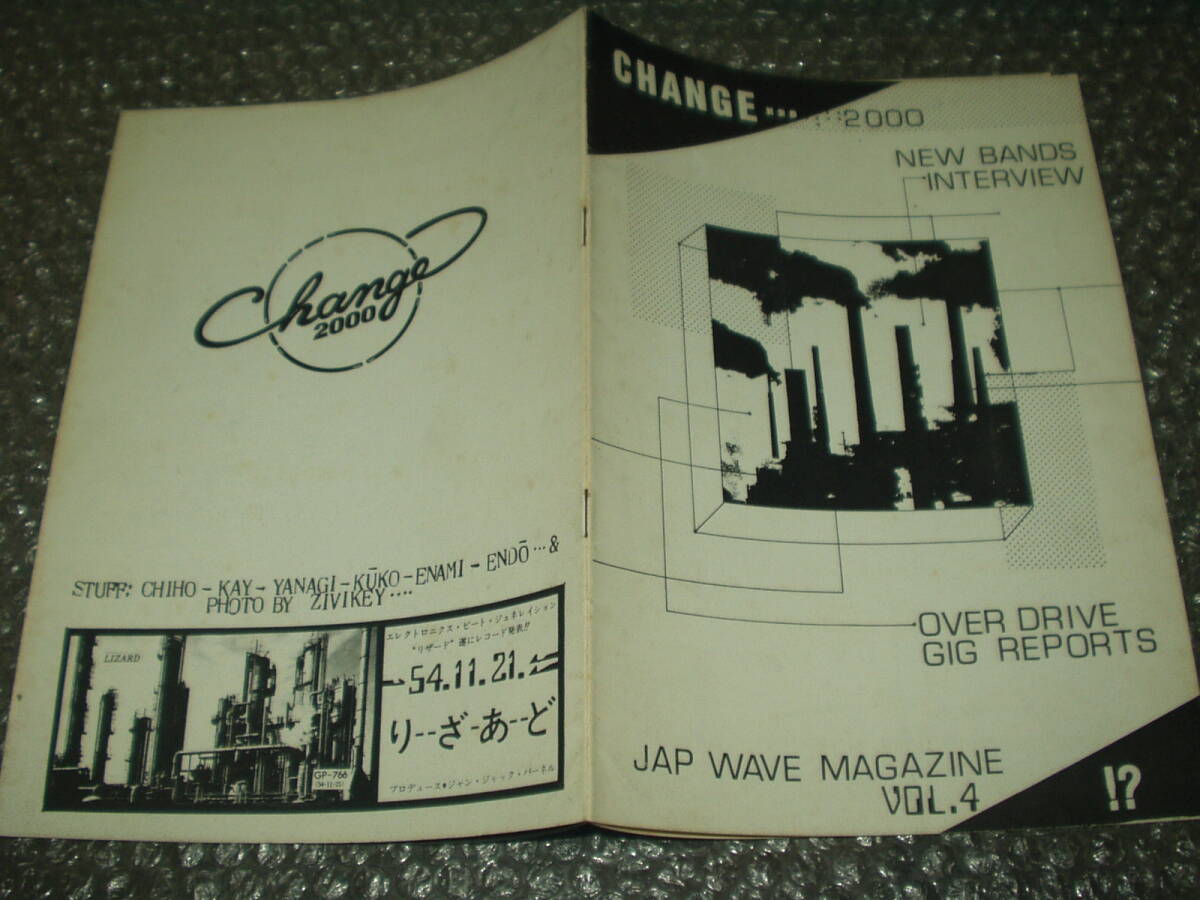 Change
2000
STUFF: CHIHO - KAY - YANAGI - KŪKO - ENAMI - ENDŌ … &
PHOTO BY ZIVIKEY ....
LIZARD
GP-766
(54-11-21)
エレクトロニクス・ビート・ジェネレイション
"リザード" 遂にレコード発表!!
54.11.21.
り--ざ-あ--ど
プロデュース●ジャン・ジャック・バーネル
CHANGE ...
2000
NEW BANDS
INTERVIEW
OVER DRIVE
GIG REPORTS
JAP WAVE MAGAZINE
VOL.4
!?